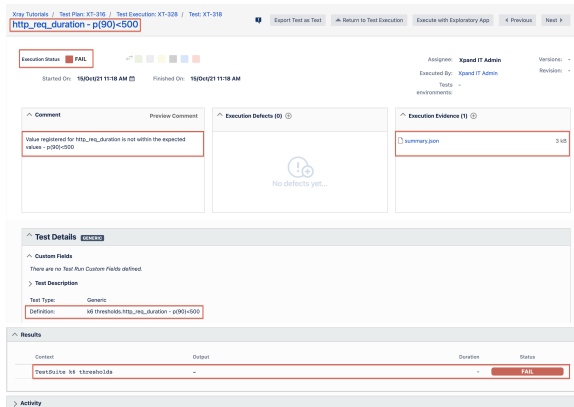 Xray Tutorials / Test Plan: XT-316 / Test Execution: XT-328 / Test: XT-318
http_req_duration - p(90)<500
Export Test as Text
Return to Test Execution
Execute with Exploratory App
Previous
Next
Execution Status FAIL
Started On: 15/Oct/21 11:18 AM
Finished On: 15/Oct/21 11:18 AM
Assignee: Xpand IT Admin
Executed By: Xpand IT Admin
Tests environments: -
Versions: -
Revision: -
Comment
Preview Comment
Value registered for http_req_duration is not within the expected
values - p(90)<500
Execution Defects (0)
No defects yet...
Execution Evidence (1)
summary.json 3 kB
Test Details GENERIC
Custom Fields
There are no Test Run Custom Fields defined.
Test Description
Test Type: Generic
Definition: k6.thresholds.http_req_duration - p(90)<500
Results
Context Output Duration Status
TestSuite k6 thresholds - - FAIL
Activity